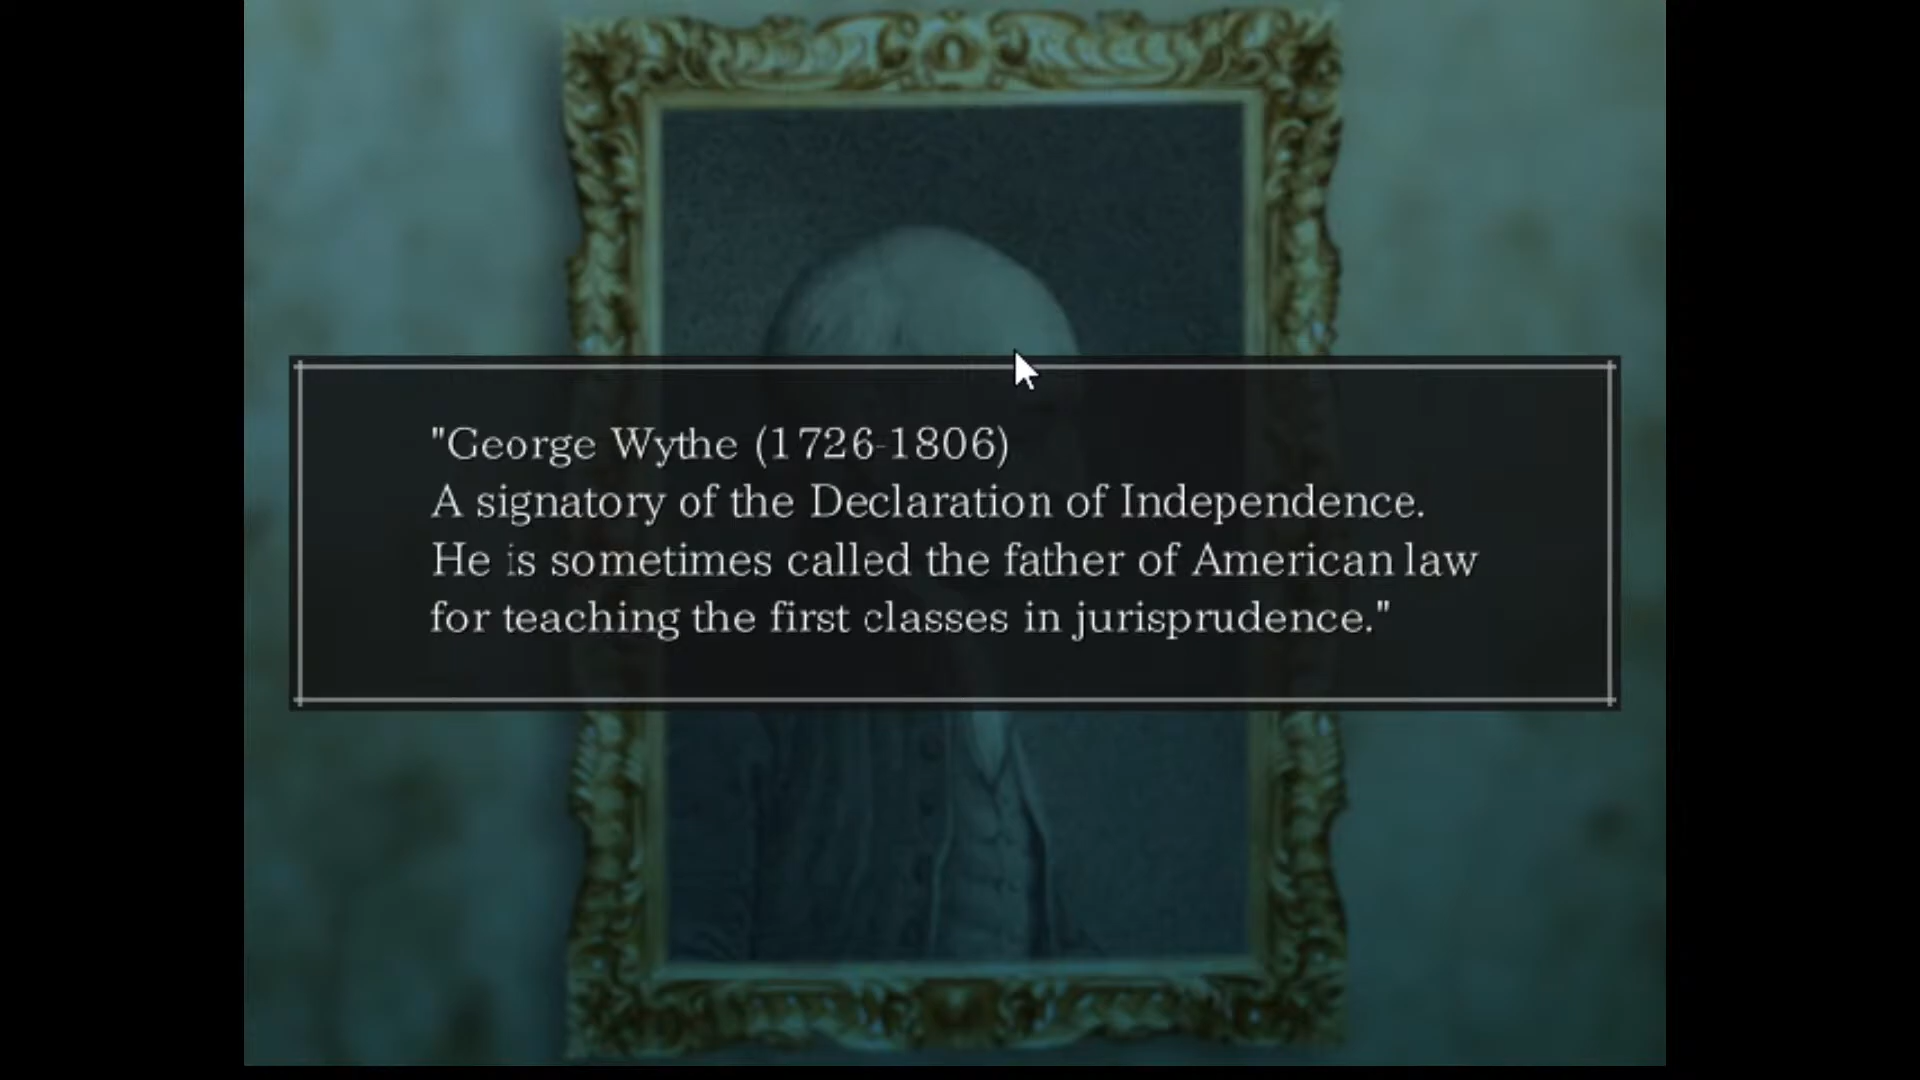 "George Wythe (1726-1806)
A signatory of the Declaration of Independence.
He is sometimes called the father of American law
for teaching the first classes in jurisprudence."